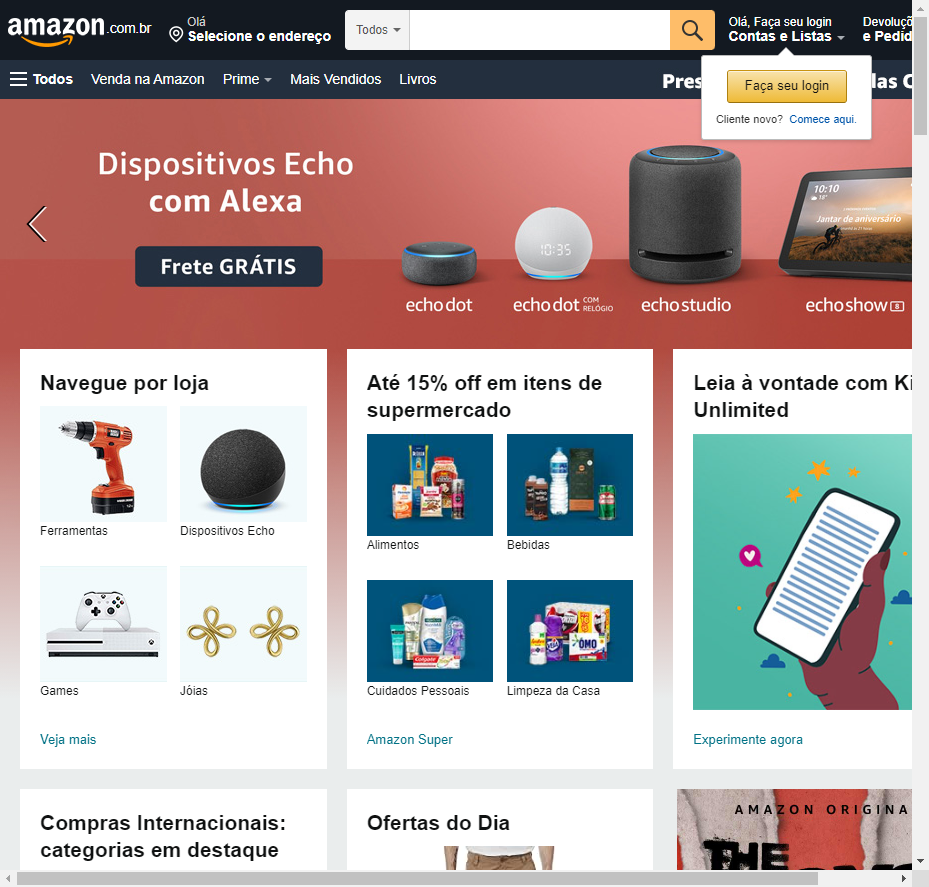 amazon.com.br
Olá
Selecione o endereço
Todos
Olá, Faça seu login
Contas e Listas
Devoluçõ
e Pedid
Todos
Venda na Amazon
Prime
Mais Vendidos
Livros
Pres
las C
Faça seu login
Cliente novo? Comece aqui.
Dispositivos Echo
com Alexa
Frete GRÁTIS
10:35
10:10
18°
Jantar de aniversário
echo dot
echo dot COM RELÓGIO
echo studio
echo show 8
Navegue por loja
Ferramentas
Dispositivos Echo
Games
Jóias
Veja mais
Até 15% off em itens de
supermercado
Alimentos
Bebidas
Cuidados Pessoais
Limpeza da Casa
Amazon Super
Leia à vontade com Ki
Unlimited
Experimente agora
Compras Internacionais:
categorias em destaque
Ofertas do Dia
AMAZON ORIGINA
THE